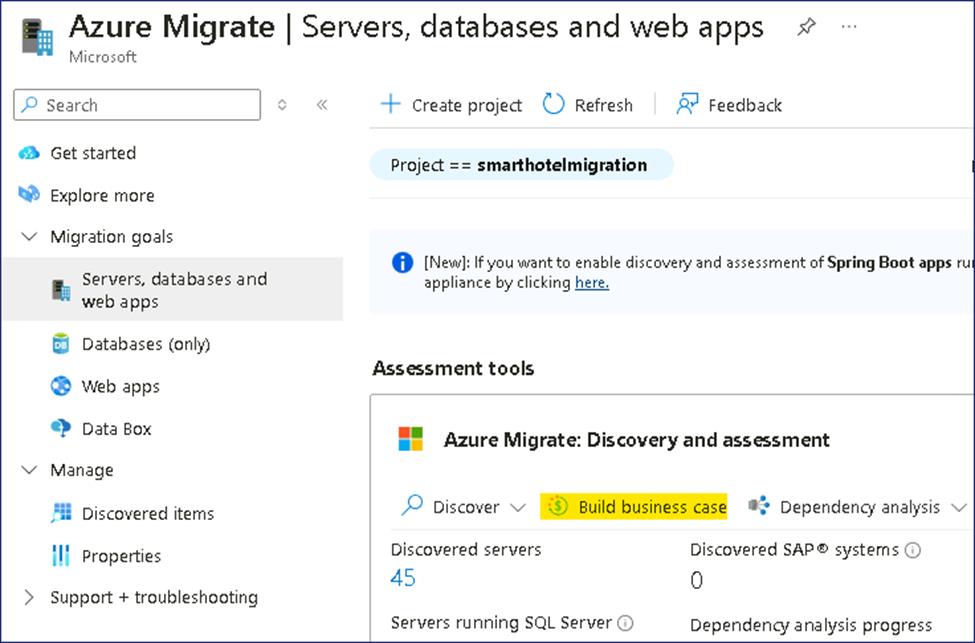 Azure Migrate | Servers, databases and web apps
Microsoft
Search
Get started
Explore more
Migration goals
Servers, databases and
web apps
Databases (only)
Web apps
Data Box
Manage
Discovered items
Properties
Support + troubleshooting
Create project Refresh Feedback
Project == smarthotelmigration
[New]: If you want to enable discovery and assessment of Spring Boot apps
appliance by clicking here.
Assessment tools
Azure Migrate: Discovery and assessment
Discover Build business case Dependency analysis
Discovered servers
45
Discovered SAP® systems
0
Servers running SQL Server
Dependency analysis progress